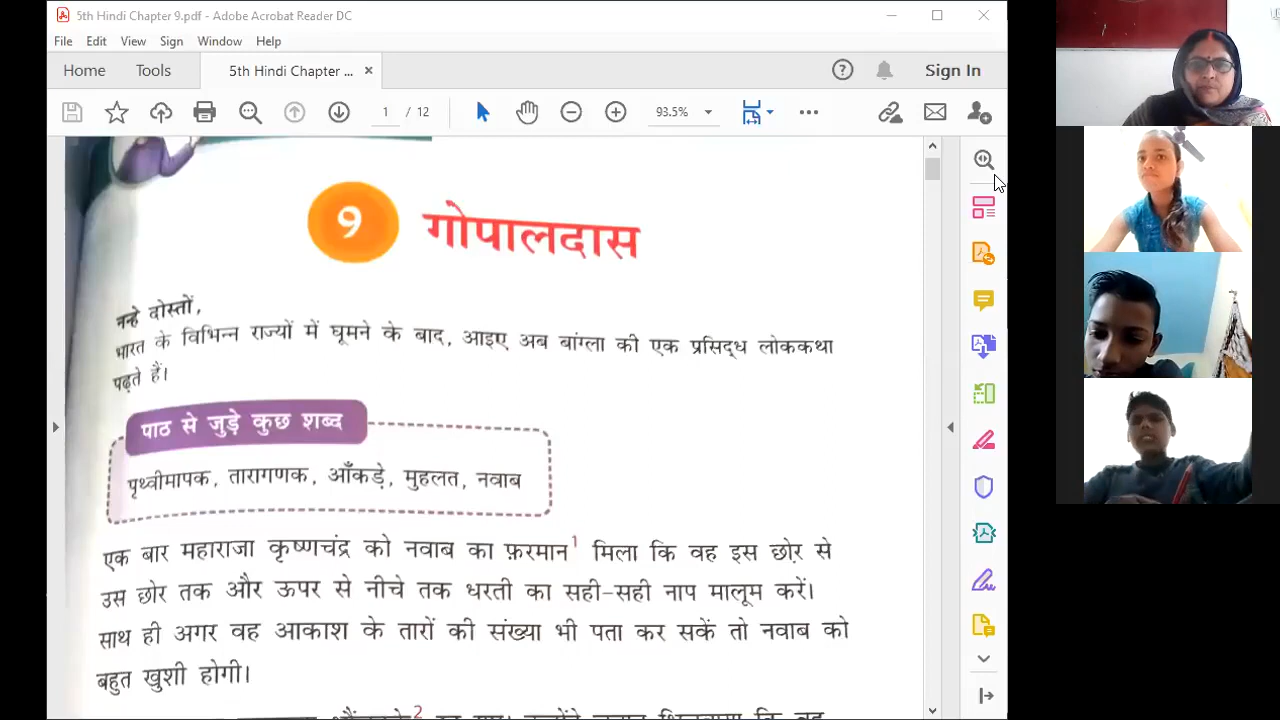 5th Hindi Chapter 9.pdf - Adobe Acrobat Reader DC
File Edit View Sign Window Help
Home Tools 5th Hindi Chapter ... × Sign In
1 / 12 93.5%
9 गोपालदास
नन्हे दोस्तों,
भारत के विभिन्न राज्यों में घूमने के बाद, आइए अब बांग्ला की एक प्रसिद्ध लोककथा
पढ़ते हैं।
पाठ से जुड़े कुछ शब्द
पृथ्वीमापक, तारागणक, आँकड़े, मुहलत, नवाब
एक बार महाराजा कृष्णचंद्र को नवाब का फ़रमान1 मिला कि वह इस छोर से
उस छोर तक और ऊपर से नीचे तक धरती का सही-सही नाप मालूम करें।
साथ ही अगर वह आकाश के तारों की संख्या भी पता कर सकें तो नवाब को
बहुत खुशी होगी।